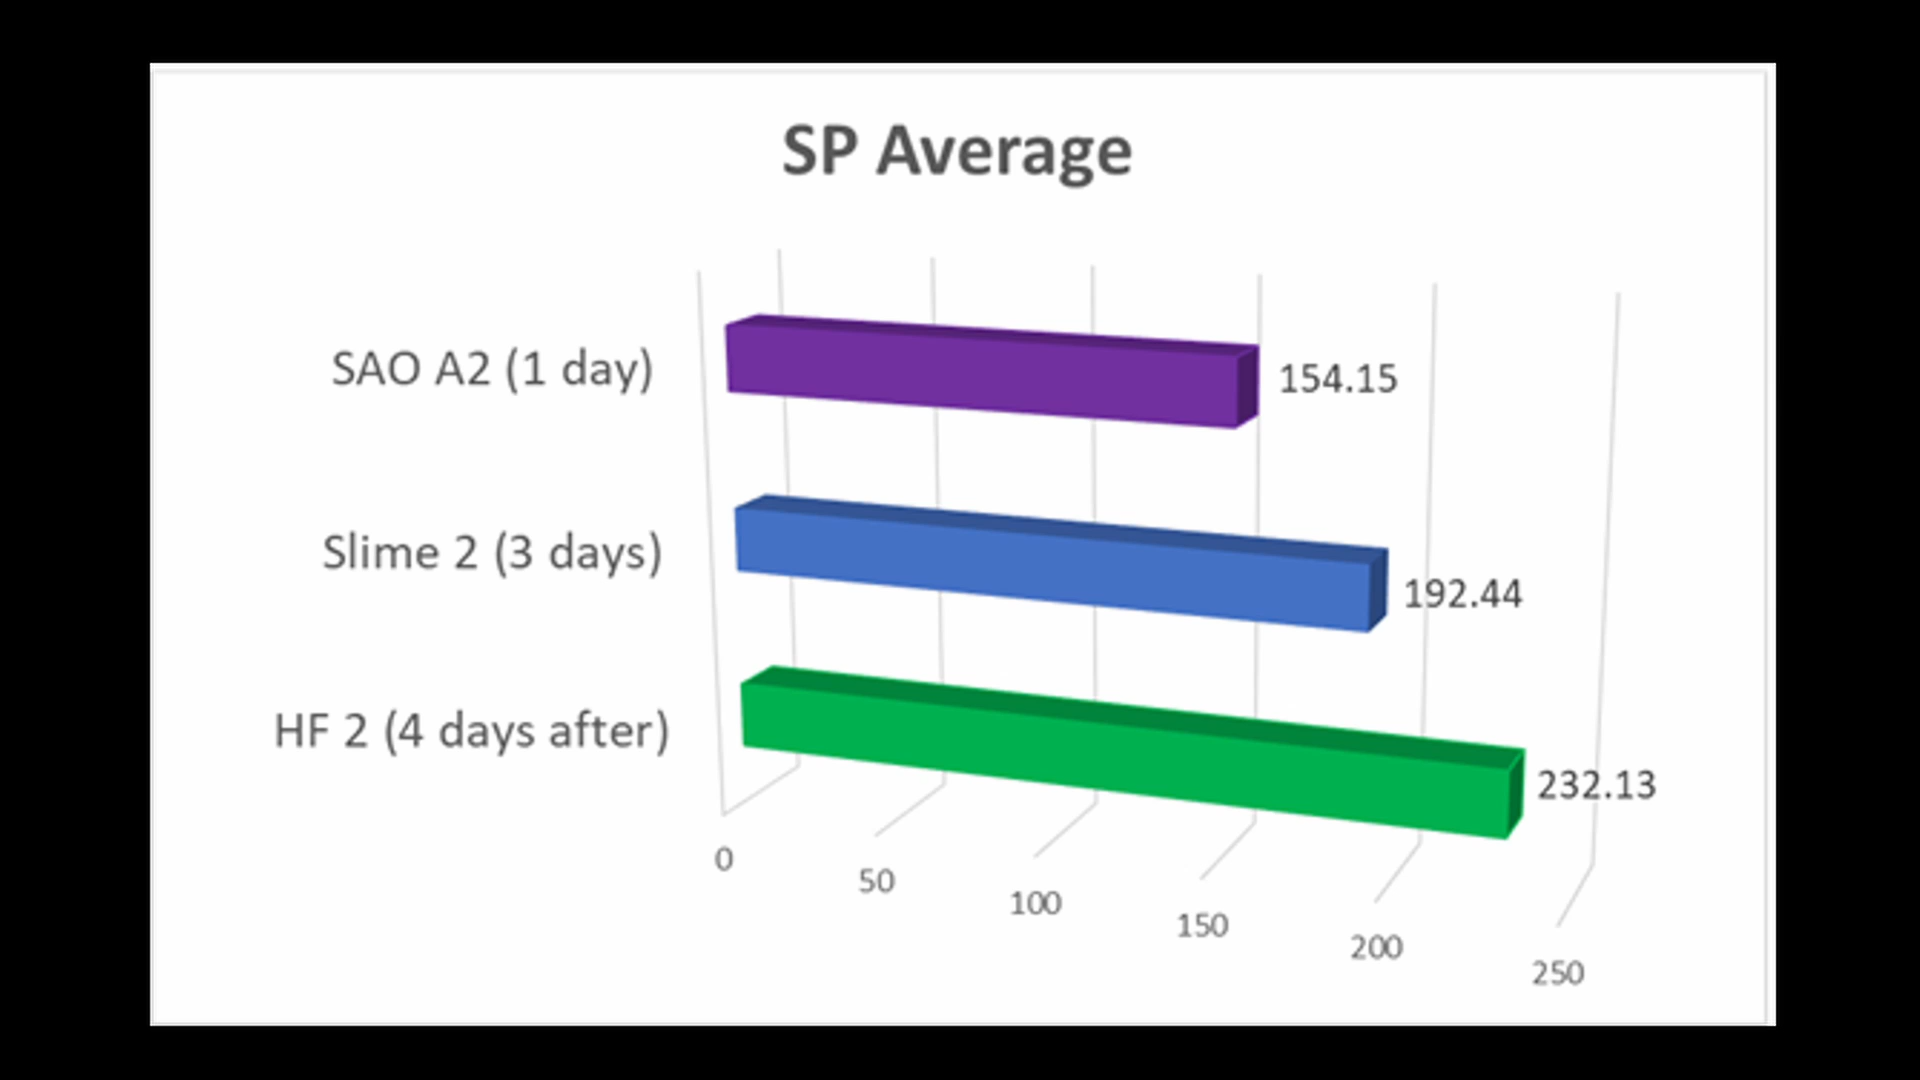 SP Average
SAO A2 (1 day)
154.15
Slime 2 (3 days)
192.44
HF 2 (4 days after)
232.13
0
50
100
150
200
250